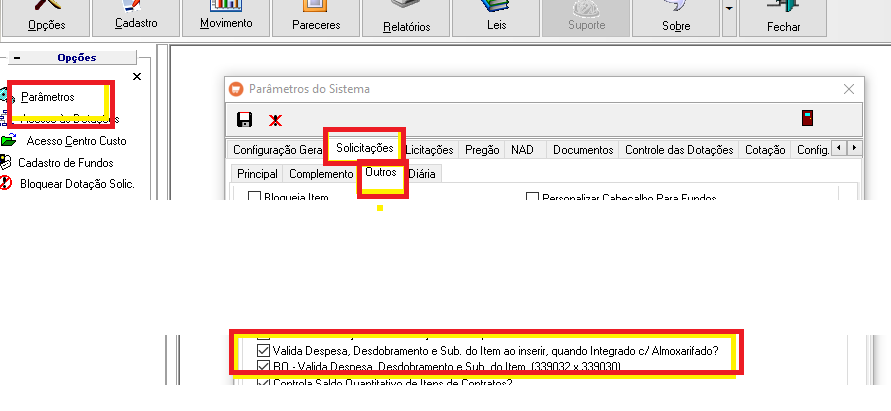 Opções Cadastro Movimento Pareceres Relatórios Leis Suporte Sobre Fechar
Opções
Parâmetros
Acesso às Dotações
Acesso Centro Custo
Cadastro de Fundos
Bloquear Dotação Solic.
Parâmetros do Sistema
Configuração Gera Solicitações Licitações Pregão NAD Documentos Controle das Dotações Cotação Config.
Principal Complemento Outros Diária
Bloqueia Item Personalizar Cabeçalho Para Fundos
Valida Despesa, Desdobramento e Sub. do Item ao inserir, quando Integrado c/ Almoxarifado?
RO - Valida Despesa, Desdobramento e Sub. do Item. (339032 x 339030)
Controla Saldo Quantitativo de Itens de Contratos?